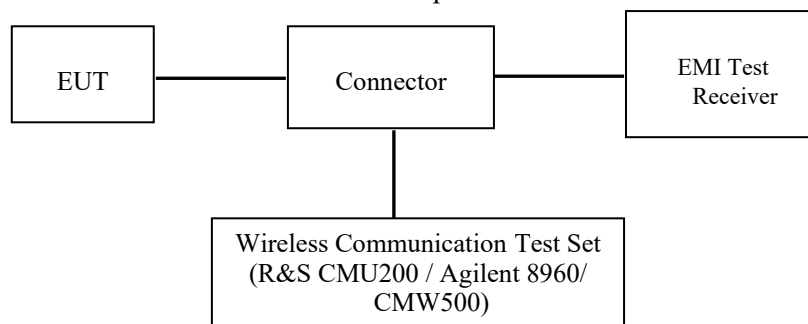 EUT
Connector
EMI Test
Receiver
Wireless Communication Test Set
(R&S CMU200 / Agilent 8960/
CMW500)